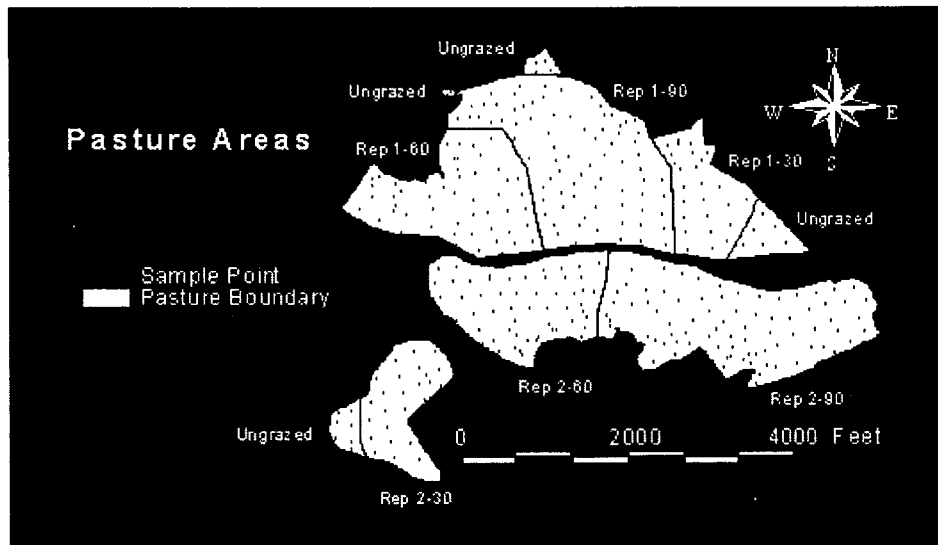 Ungrazed
N
Ungrazed
Rep 1-90
W
E
Pasture Areas
Rep 1-60
Rep 1-30
S
Ungrazed
Sample Point
Pasture Boundary
Rep 2-60
Rep 2-90
Ungrazed
0 2000 4000 Feet
Rep 2-30